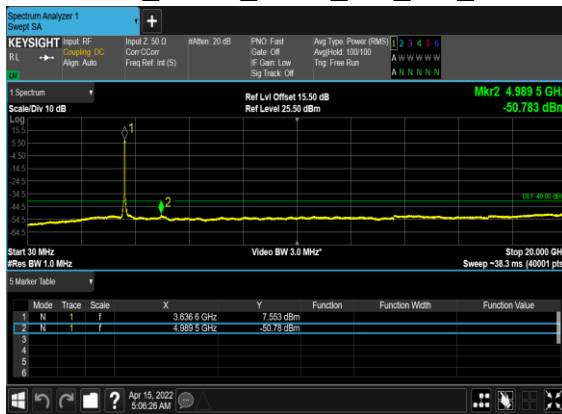 Spectrum Analyzer 1
Swept SA
KEYSIGHT Input: RF Input Z: 50 Ω #Atten: 20 dB PNO: Fast Avg Type: Power (RMS) 1 2 3 4 5 6
RL Coupling: DC Corr CCorr Gate: Off Avg|Hold: 100/100 A W W W W W
Align: Auto Freq Ref: Int (S) IF Gain: Low Trig: Free Run
Sig Track: Off A N N N N N
1 Spectrum Ref Lvl Offset 15.50 dB Mkr2 4.989 5 GHz
Scale/Div 10 dB Ref Level 25.50 dBm -50.783 dBm
Log
15.5
5.50
-4.50
-14.5
-24.5
-34.5
-44.5
-54.5
-64.5
1
2
Start 30 MHz Video BW 3.0 MHz* Stop 20.000 GHz
#Res BW 1.0 MHz Sweep ~38.3 ms (40001 pts)
5 Marker Table
Mode Trace Scale X Y Function Function Width Function Value
1 N 1 f 3.636 6 GHz 7.553 dBm
2 N 1 f 4.989 5 GHz -50.78 dBm
3
4
5
6
? Apr 15, 2022
5:06:26 AM